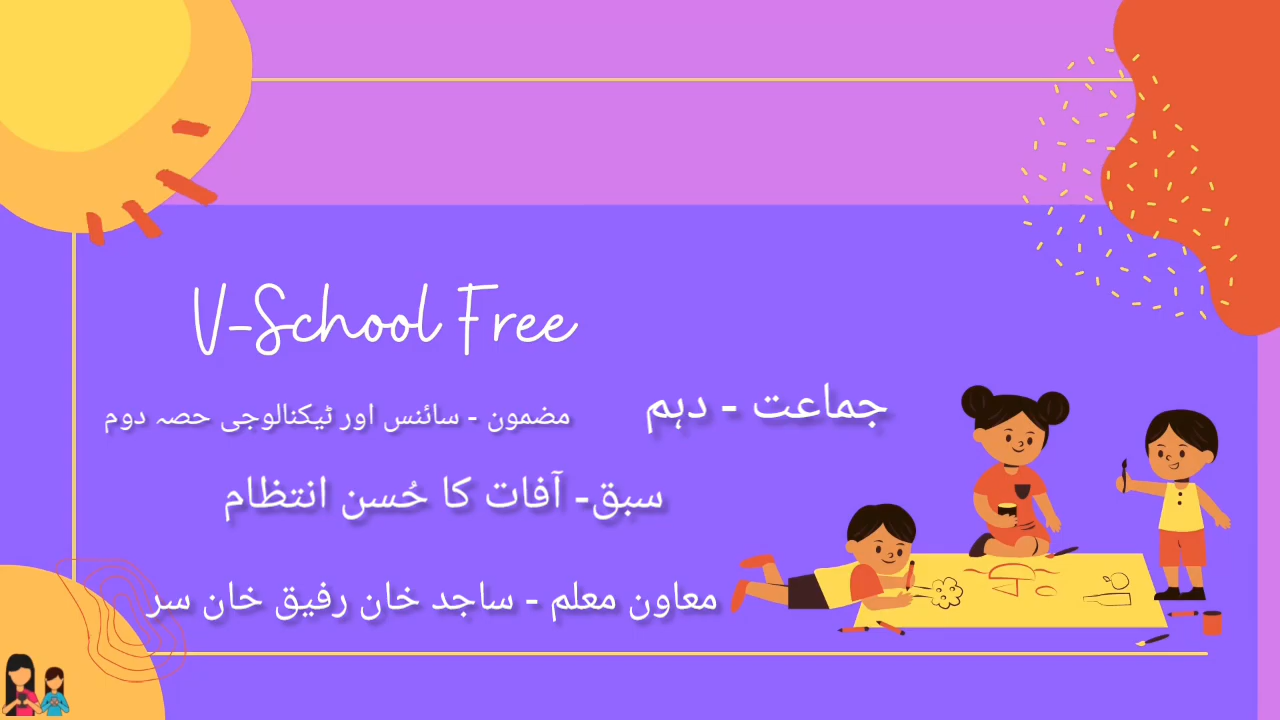 V-School Free
جماعت - دہم
مضمون - سائنس اور ٹیکنالوجی حصہ دوم
سبق- آفات کا حُسن انتظام
معاون معلم - ساجد خان رفیق خان سر